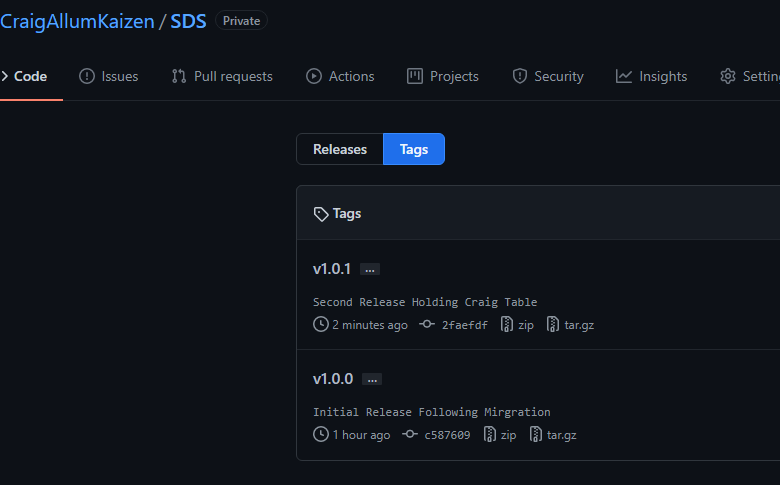 CraigAllumKaizen / SDS Private
Code Issues Pull requests Actions Projects Security Insights
Releases Tags
Tags
v1.0.1 ...
Second Release Holding Craig Table
2 minutes ago 2faefdf zip tar.gz
v1.0.0 ...
Initial Release Following Mirgration
1 hour ago c587609 zip tar.gz